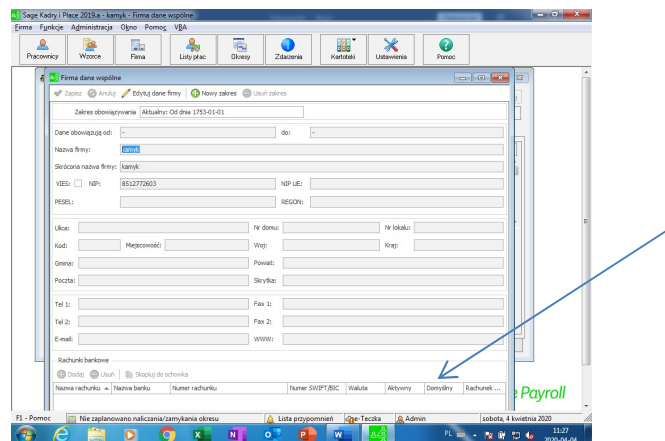 Sage Kadry i Płace 2019.a - kamyk - Firma dane wspólne
Firma Funkcje Administracja Okno Pomoc VBA
Pracownicy Wzorce Firma Listy płac Okresy Zdarzenia Kartoteki Ustawienia Pomoc
Firma dane wspólne
Zapisz Anuluj Edytuj dane firmy Nowy zakres Usuń zakres
Zakres obowiązywania Aktualny: Od dnia 1753-01-01
Dane obowiązują od: - do: -
Nazwa firmy: kamyk
Skrócona nazwa firmy: kamyk
VIES: NIP: 8512772603 NIP UE:
PESEL: REGON:
Ulica: Nr domu: Nr lokalu:
Kod: Miejscowość: Woj: Kraj:
Gmina: Powiat:
Poczta: Skrytka:
Tel 1: Fax 1:
Tel 2: Fax 2:
E-mail: WWW:
Rachunki bankowe
Dodaj Usuń Skopiuj do schowka
Nazwa rachunku Nazwa banku Numer rachunku Numer SWIFT/BIC Waluta Aktywny Domyślny Rachunek ...
e Payroll
F1 - Pomoc Nie zaplanowano naliczania/zamykania okresu Lista przypomnień e-Teczka Admin sobota, 4 kwietnia 2020
PL 11:27
2020-04-04